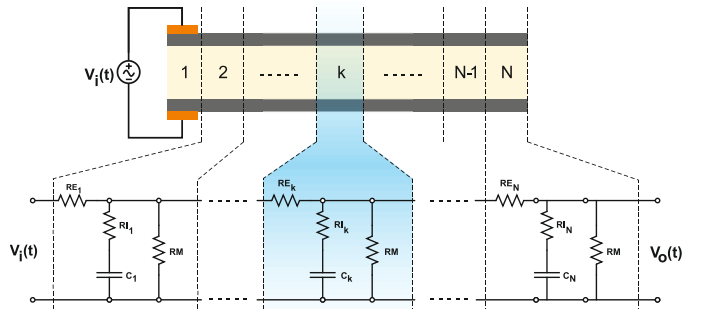 Vi(t)
1 2 ----- k ----- N-1 N
RE1 REk REN
RI1 RM RIk RM RIN RM
Vi(t) Vo(t)
C1 Ck CN